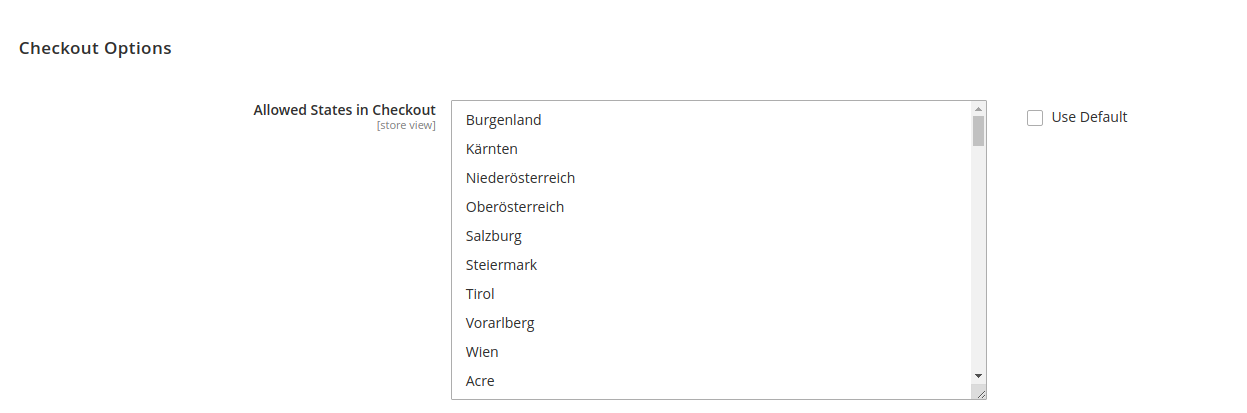 Checkout Options
Allowed States in Checkout
[store view]
Burgenland
Kärnten
Niederösterreich
Oberösterreich
Salzburg
Steiermark
Tirol
Vorarlberg
Wien
Acre
Use Default